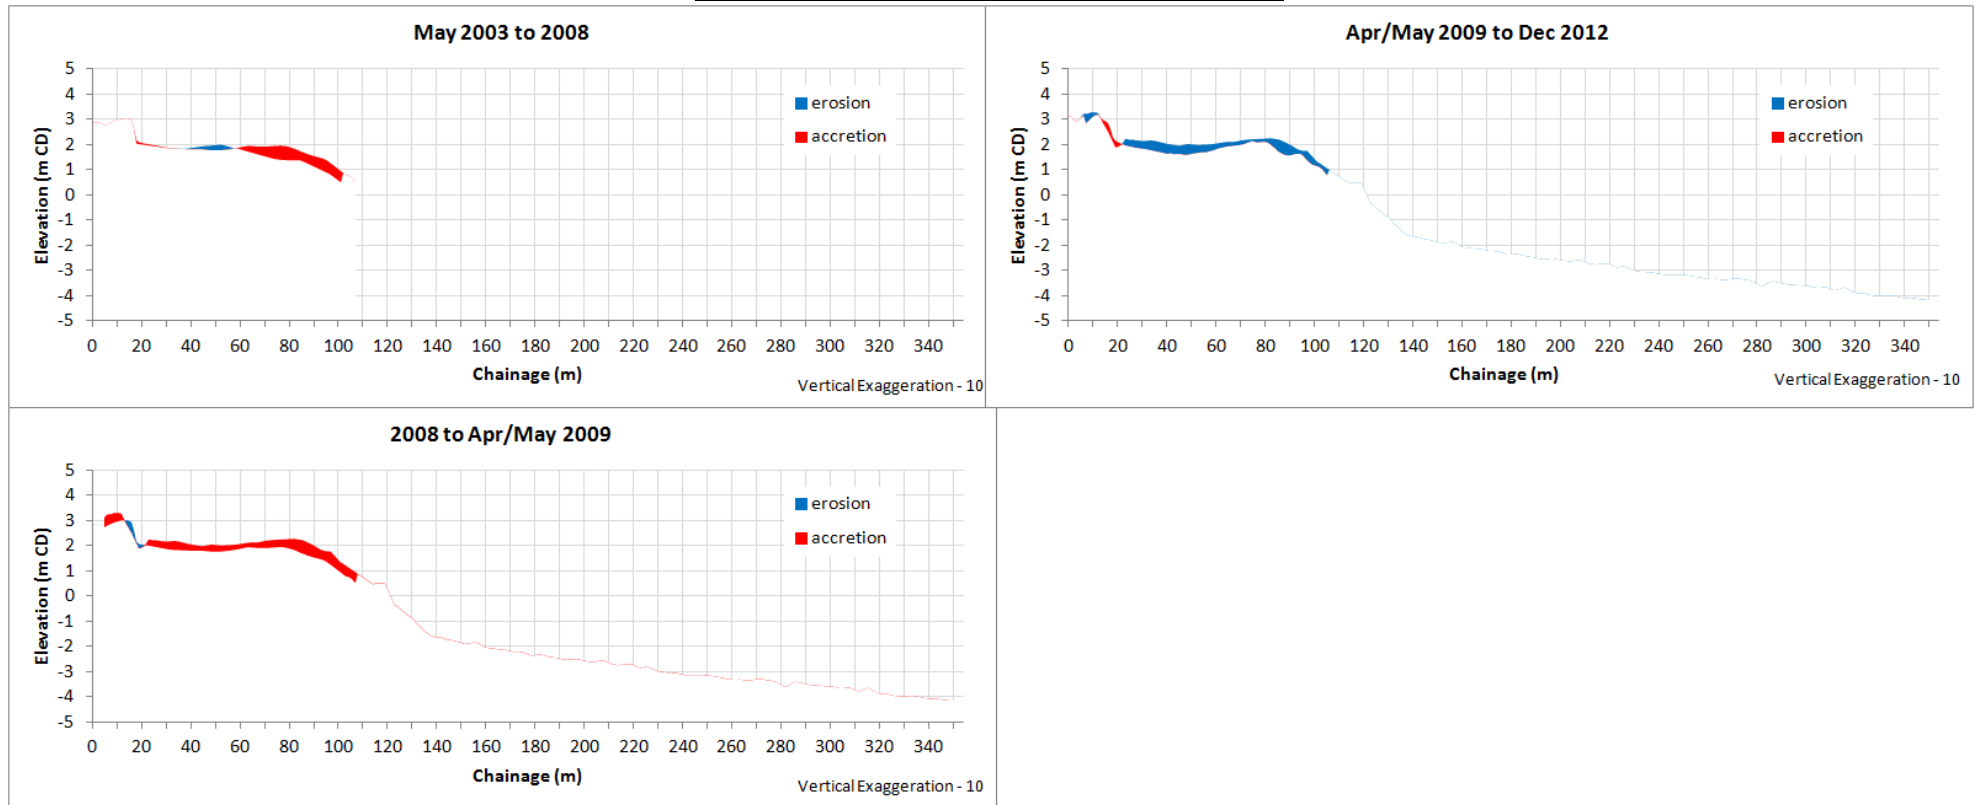 May 2003 to 2008
5
4
3
2
1
0
-1
-2
-3
-4
-5
Elevation (m CD)
erosion
accretion
0 20 40 60 80 100 120 140 160 180 200 220 240 260 280 300 320 340
Chainage (m)
Vertical Exaggeration - 10
Apr/May 2009 to Dec 2012
5
4
3
2
1
0
-1
-2
-3
-4
-5
Elevation (m CD)
erosion
accretion
0 20 40 60 80 100 120 140 160 180 200 220 240 260 280 300 320 340
Chainage (m)
Vertical Exaggeration - 10
2008 to Apr/May 2009
5
4
3
2
1
0
-1
-2
-3
-4
-5
Elevation (m CD)
erosion
accretion
0 20 40 60 80 100 120 140 160 180 200 220 240 260 280 300 320 340
Chainage (m)
Vertical Exaggeration - 10